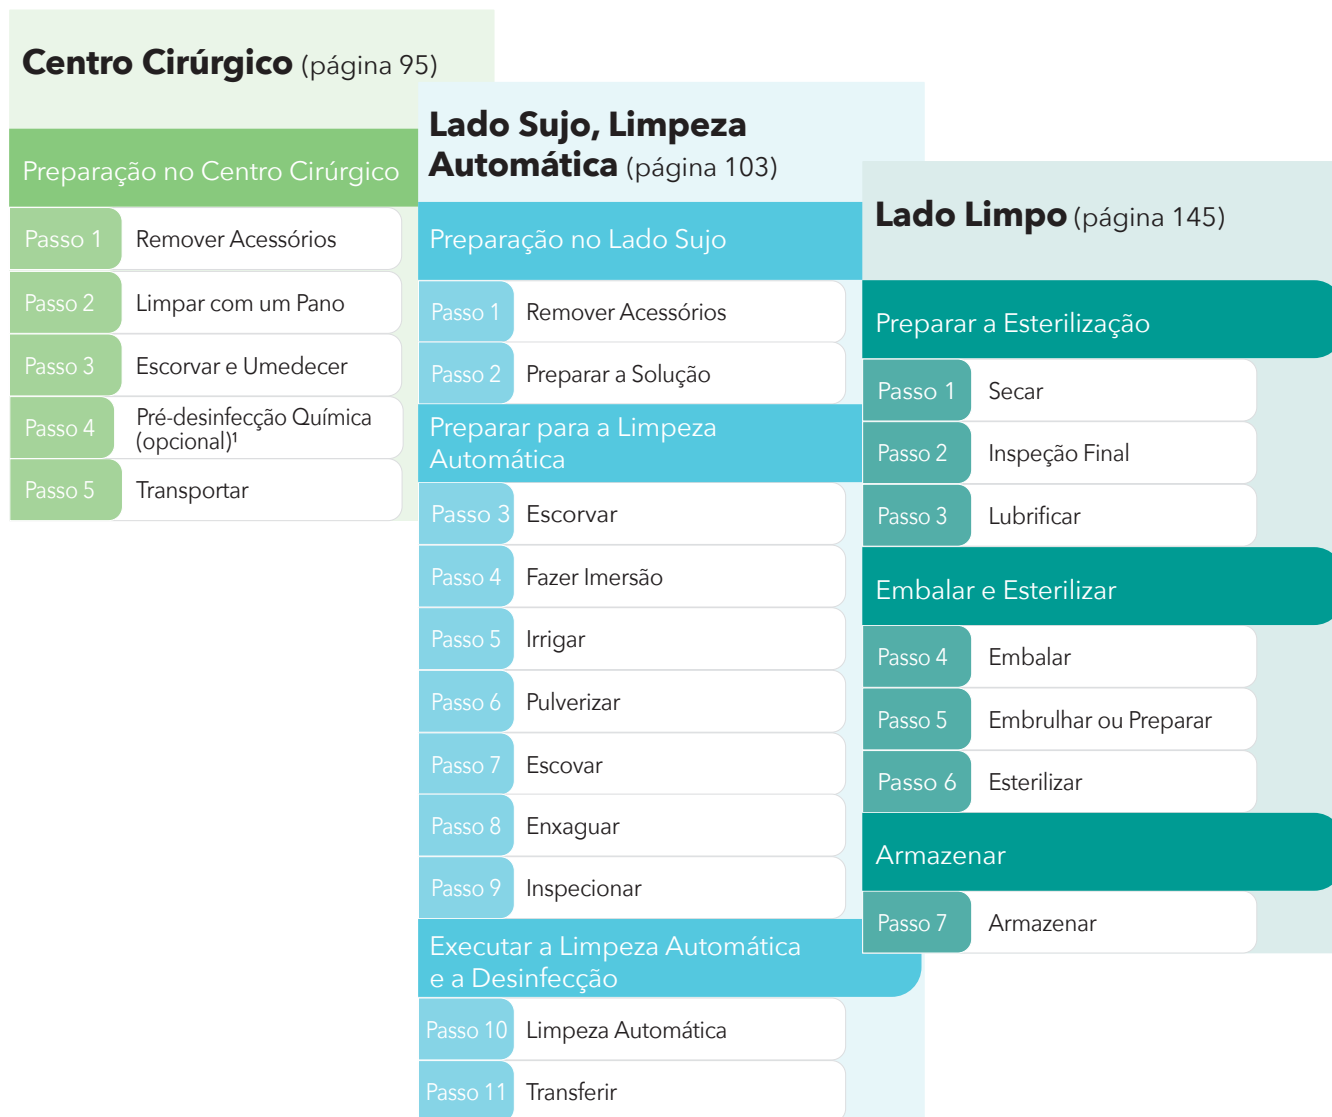 Centro Cirúrgico (página 95)
Preparação no Centro Cirúrgico
Passo 1 Remover Acessórios
Passo 2 Limpar com um Pano
Passo 3 Escorvar e Umedecer
Passo 4 Pré-desinfecção Química
(opcional)¹
Passo 5 Transportar
Lado Sujo, Limpeza
Automática (página 103)
Preparação no Lado Sujo
Passo 1 Remover Acessórios
Passo 2 Preparar a Solução
Preparar para a Limpeza
Automática
Passo 3 Escorvar
Passo 4 Fazer Imersão
Passo 5 Irrigar
Passo 6 Pulverizar
Passo 7 Escovar
Passo 8 Enxaguar
Passo 9 Inspecionar
Executar a Limpeza Automática
e a Desinfecção
Passo 10 Limpeza Automática
Passo 11 Transferir
Lado Limpo (página 145)
Preparar a Esterilização
Passo 1 Secar
Passo 2 Inspeção Final
Passo 3 Lubrificar
Embalar e Esterilizar
Passo 4 Embalar
Passo 5 Embrulhar ou Preparar
Passo 6 Esterilizar
Armazenar
Passo 7 Armazenar